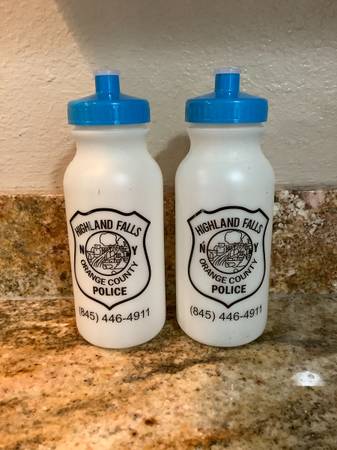 HIGHLAND FALLS
N Y
ORANGE COUNTY
POLICE
(845) 446-4911
HIGHLAND FALLS
N Y
ORANGE COUNTY
POLICE
(845) 446-4911